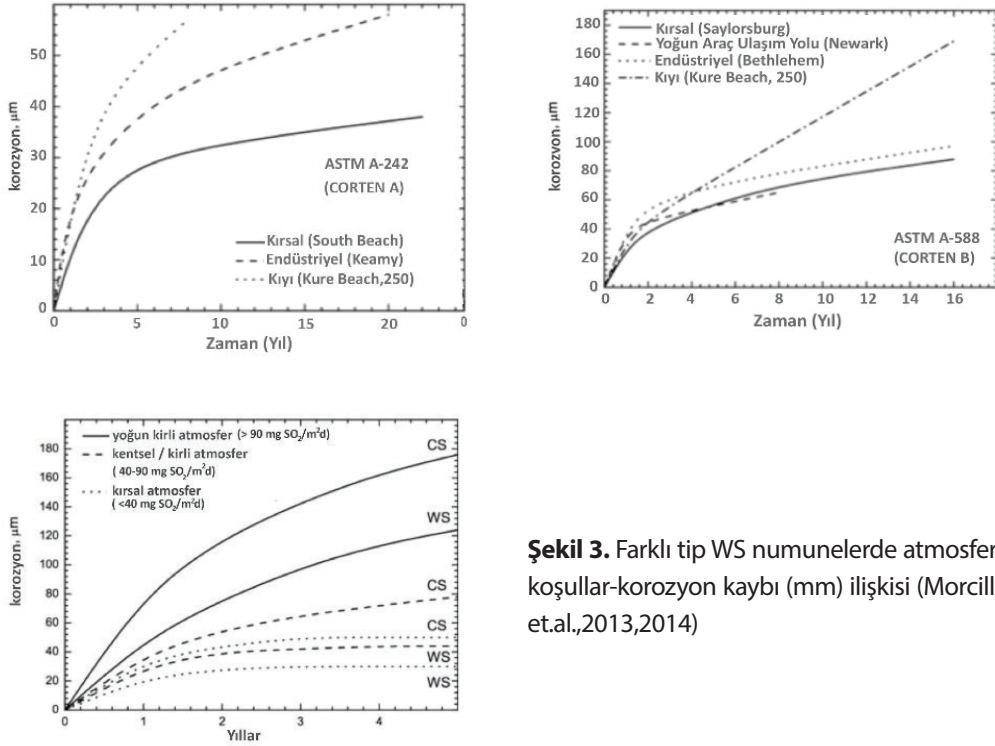 50
40
30
20
10
0
korozyon, µm
ASTM A-242
(CORTEN A)
Kırsal (South Beach)
Endüstriyel (Keamy)
Kıyı (Kure Beach,250)
0 5 10 15 20 0
Zaman (Yıl)
180
160
140
120
100
80
60
40
20
0
korozvon, µm
Kırsal (Saylorsburg)
Yoğun Araç Ulaşım Yolu (Newark)
Endüstriyel (Bethlehem)
Kıyı (Kure Beach, 250)
ASTM A-588
(CORTEN B)
0 2 4 6 8 10 12 14 16
Zaman (Yıl)
180
160
140
120
100
80
60
40
20
0
korozyon, µm
yoğun kirli atmosfer (> 90 mg SO₂/m²d)
kentsel / kirli atmosfer
( 40-90 mg SO₂/m²d)
kırsal atmosfer
( <40 mg SO₂/m²d)
CS
WS
CS
CS
WS
WS
0 1 2 3 4
Yıllar
Şekil 3. Farklı tip WS numunelerde atmosfer
koşullar-korozyon kaybı (mm) ilişkisi (Morcill
et.al.,2013,2014)